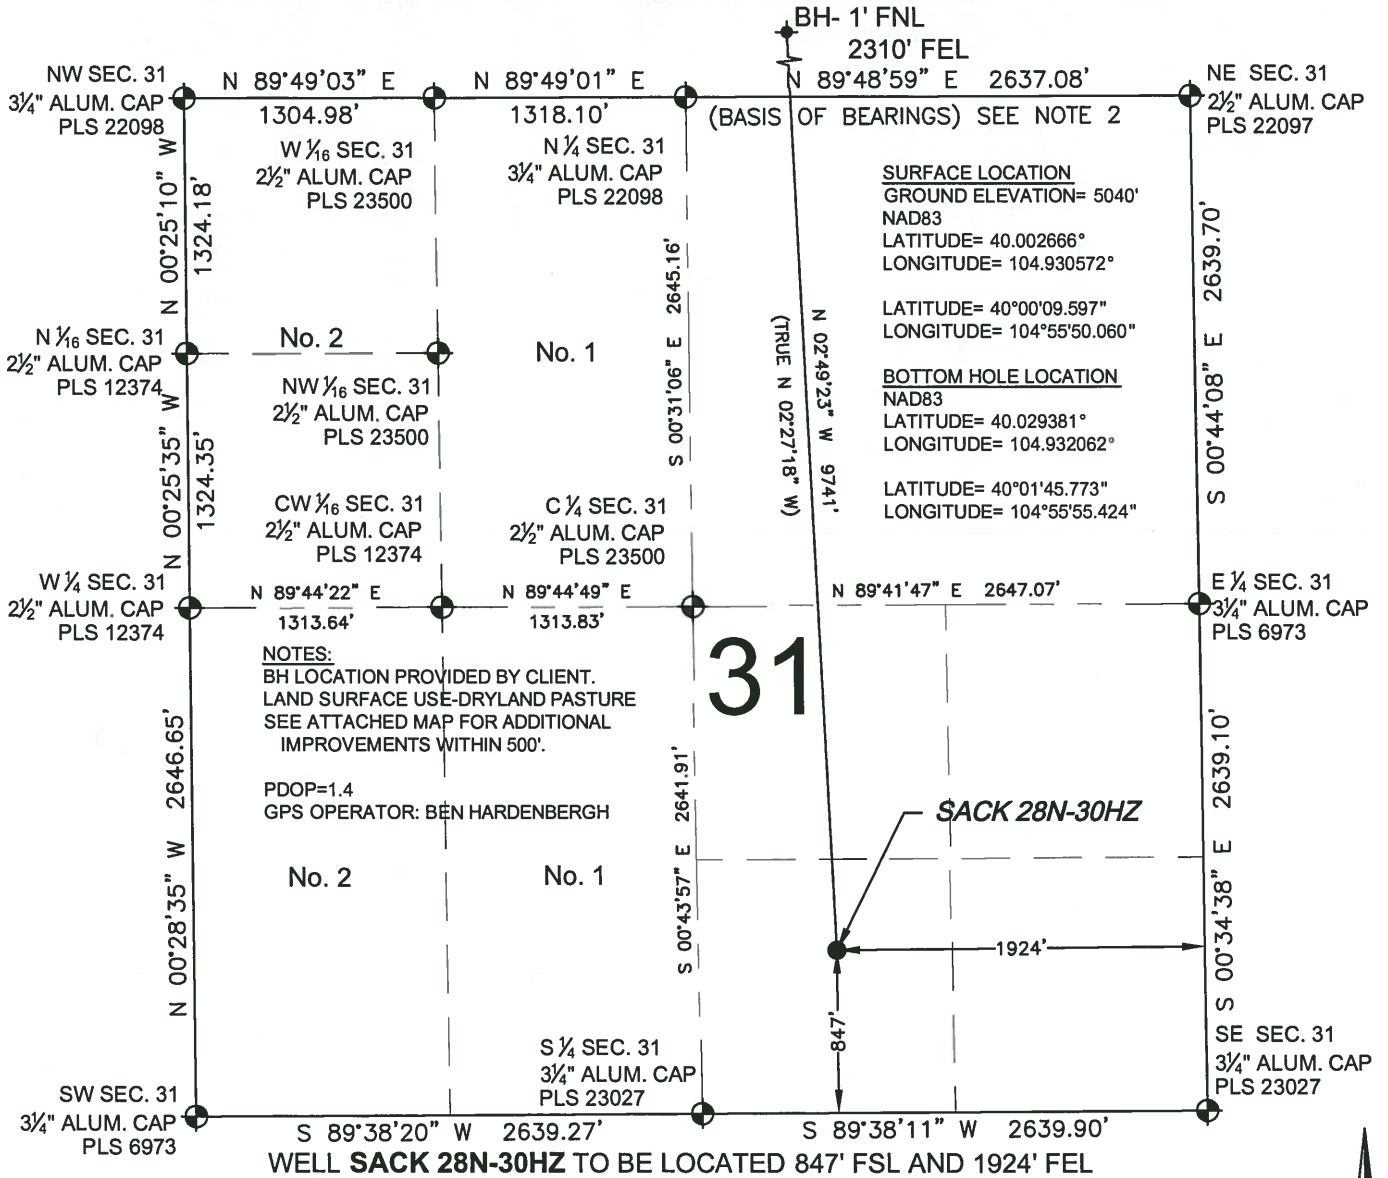 BH- 1' FNL
2310' FEL
NW SEC. 31
3¼" ALUM. CAP
PLS 22098
N 89°49'03" E
1304.98'
N 89°49'01" E
1318.10'
N 89°48'59" E 2637.08'
(BASIS OF BEARINGS) SEE NOTE 2
NE SEC. 31
2½" ALUM. CAP
PLS 22097
W 1/16 SEC. 31
2½" ALUM. CAP
PLS 23500
N ¼ SEC. 31
3¼" ALUM. CAP
PLS 22098
N 00°25'10" W
1324.18'
SURFACE LOCATION
GROUND ELEVATION= 5040'
NAD83
LATITUDE= 40.002666°
LONGITUDE= 104.930572°
LATITUDE= 40°00'09.597"
LONGITUDE= 104°55'50.060"
BOTTOM HOLE LOCATION
NAD83
LATITUDE= 40.029381°
LONGITUDE= 104.932062°
LATITUDE= 40°01'45.773"
LONGITUDE= 104°55'55.424"
S 00°31'06" E 2645.16'
N 02°49'23" W 9741'
(TRUE N 02°27'18" W)
S 00°44'08" E 2639.70'
N 1/16 SEC. 31
2½" ALUM. CAP
PLS 12374
No. 2
No. 1
NW 1/16 SEC. 31
2½" ALUM. CAP
PLS 23500
N 00°25'35" W
1324.35'
CW 1/16 SEC. 31
2½" ALUM. CAP
PLS 12374
C ¼ SEC. 31
2½" ALUM. CAP
PLS 23500
W ¼ SEC. 31
2½" ALUM. CAP
PLS 12374
N 89°44'22" E
1313.64'
N 89°44'49" E
1313.83'
N 89°41'47" E 2647.07'
E ¼ SEC. 31
3¼" ALUM. CAP
PLS 6973
NOTES:
BH LOCATION PROVIDED BY CLIENT.
LAND SURFACE USE-DRYLAND PASTURE
SEE ATTACHED MAP FOR ADDITIONAL
IMPROVEMENTS WITHIN 500'.
PDOP=1.4
GPS OPERATOR: BEN HARDENBERGH
31
N 00°28'35" W 2646.65'
S 00°43'57" E 2641.91'
S 00°34'38" E 2639.10'
SACK 28N-30HZ
No. 2
No. 1
1924'
847'
S ¼ SEC. 31
3¼" ALUM. CAP
PLS 23027
SE SEC. 31
3¼" ALUM. CAP
PLS 23027
SW SEC. 31
3¼" ALUM. CAP
PLS 6973
S 89°38'20" W 2639.27'
S 89°38'11" W 2639.90'
WELL SACK 28N-30HZ TO BE LOCATED 847' FSL AND 1924' FEL